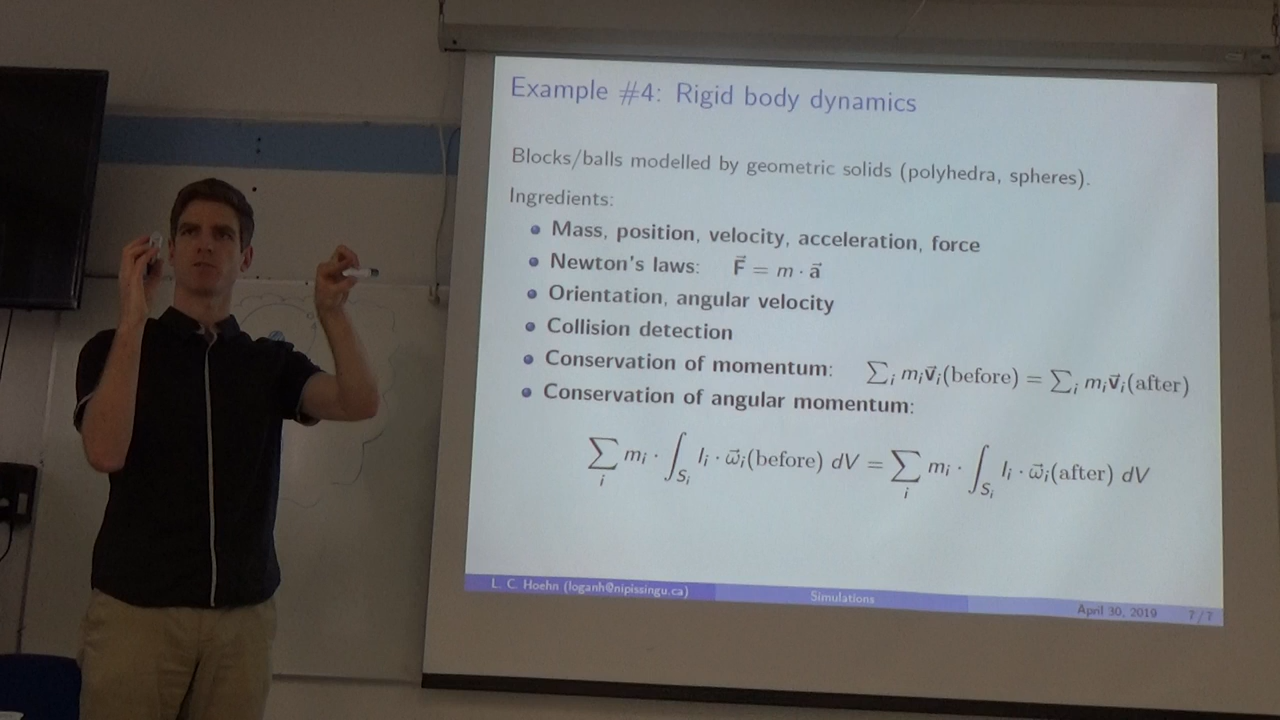 Example #4: Rigid body dynamics
Blocks/balls modelled by geometric solids (polyhedra, spheres).
Ingredients:
• Mass, position, velocity, acceleration, force
• Newton's laws: F⃗ = m · a⃗
• Orientation, angular velocity
• Collision detection
• Conservation of momentum: ∑ᵢ mᵢv⃗ᵢ(before) = ∑ᵢ mᵢv⃗ᵢ(after)
• Conservation of angular momentum:
∑ᵢ mᵢ · ∫_Sᵢ Iᵢ · ω⃗ᵢ(before) dV = ∑ᵢ mᵢ · ∫_Sᵢ Iᵢ · ω⃗ᵢ(after) dV
L. C. Hoehn (loganh@nipissingu.ca) Simulations April 30, 2019 7 / 7